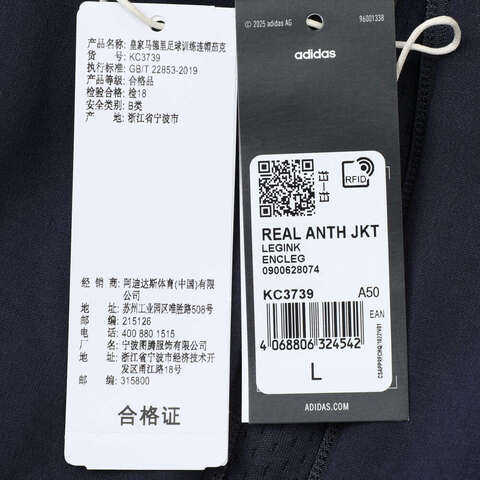 产品名称: 皇家马德里足球训练连帽茄克
货 号: KC3739
执行标准: GB/T 22853-2019
产品等级: 合格品
检验合格: 检18
安全类别: B类
产 地: 浙江省宁波市
经 销 商: 阿迪达斯体育(中国)有限公司
地 址: 苏州工业园区唯胜路508号
邮 编: 215126
电 话: 400 880 1515
厂 名: 宁波图腾服饰有限公司
地 址: 浙江省宁波市经济技术开发区甬江路18号
邮 编: 315800
合格证
© 2025 adidas AG
96001338
adidas
RFID
REAL ANTH JKT
LEGINK
ENCLEG
0900628074
KC3739 A50
EAN
4 068806 324542
L
ADIDAS.COM